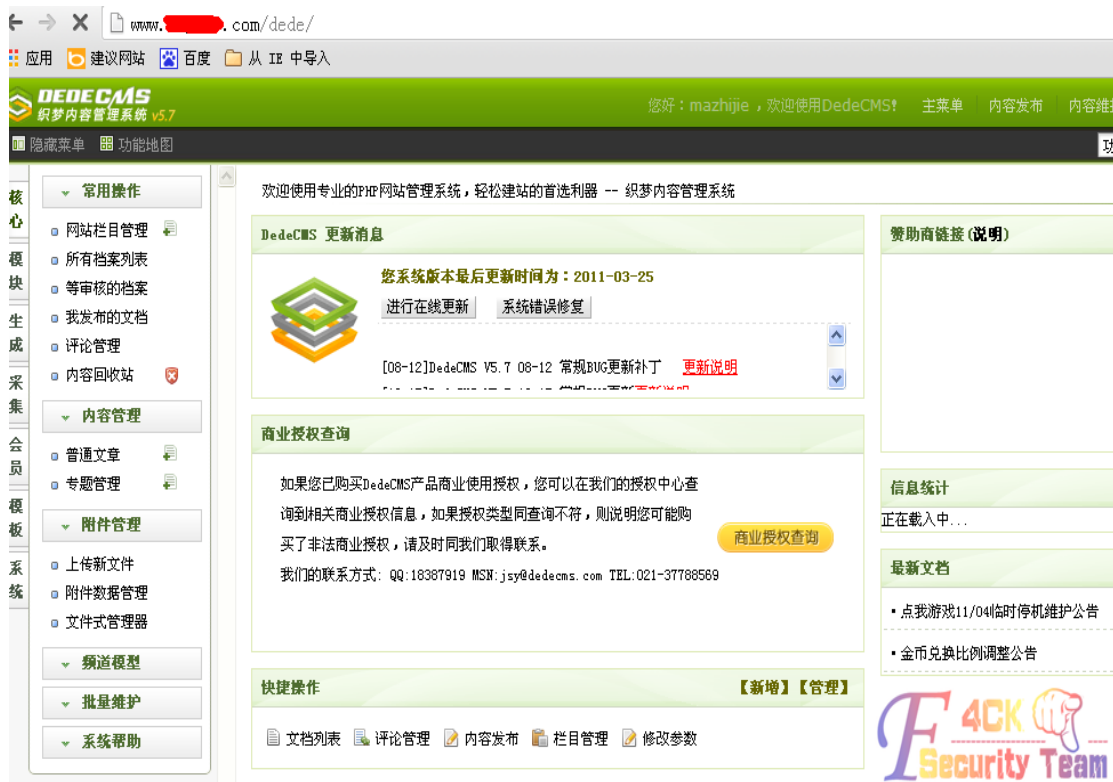 www. .com/dede/
应用 建议网站 百度 从 IE 中导入
DEDECMS
织梦内容管理系统 v5.7
您好：mazhijie，欢迎使用DedeCMS! 主菜单 内容发布 内容维
隐藏菜单 功能地图
核心
模块
生成
采集
会员
模板
系统
常用操作
网站栏目管理
所有档案列表
等审核的档案
我发布的文档
评论管理
内容回收站
内容管理
普通文章
专题管理
附件管理
上传新文件
附件数据管理
文件式管理器
频道模型
批量维护
系统帮助
欢迎使用专业的PHP网站管理系统，轻松建站的首选利器 -- 织梦内容管理系统
DedeCMS 更新消息
您系统版本最后更新时间为：2011-03-25
进行在线更新 系统错误修复
[08-12]DedeCMS V5.7 08-12 常规BUG更新补丁 更新说明
商业授权查询
如果您已购买DedeCMS产品商业使用授权，您可以在我们的授权中心查
询到相关商业授权信息，如果授权类型同查询不符，则说明您可能购
买了非法商业授权，请及时同我们取得联系。
我们的联系方式: QQ:18387919 MSN:jsy@dedecms.com TEL:021-37788569
商业授权查询
快捷操作 【新增】【管理】
文档列表 评论管理 内容发布 栏目管理 修改参数
赞助商链接(说明)
信息统计
正在载入中...
最新文档
点我游戏11/04临时停机维护公告
金币兑换比例调整公告
F4CK
Security Team